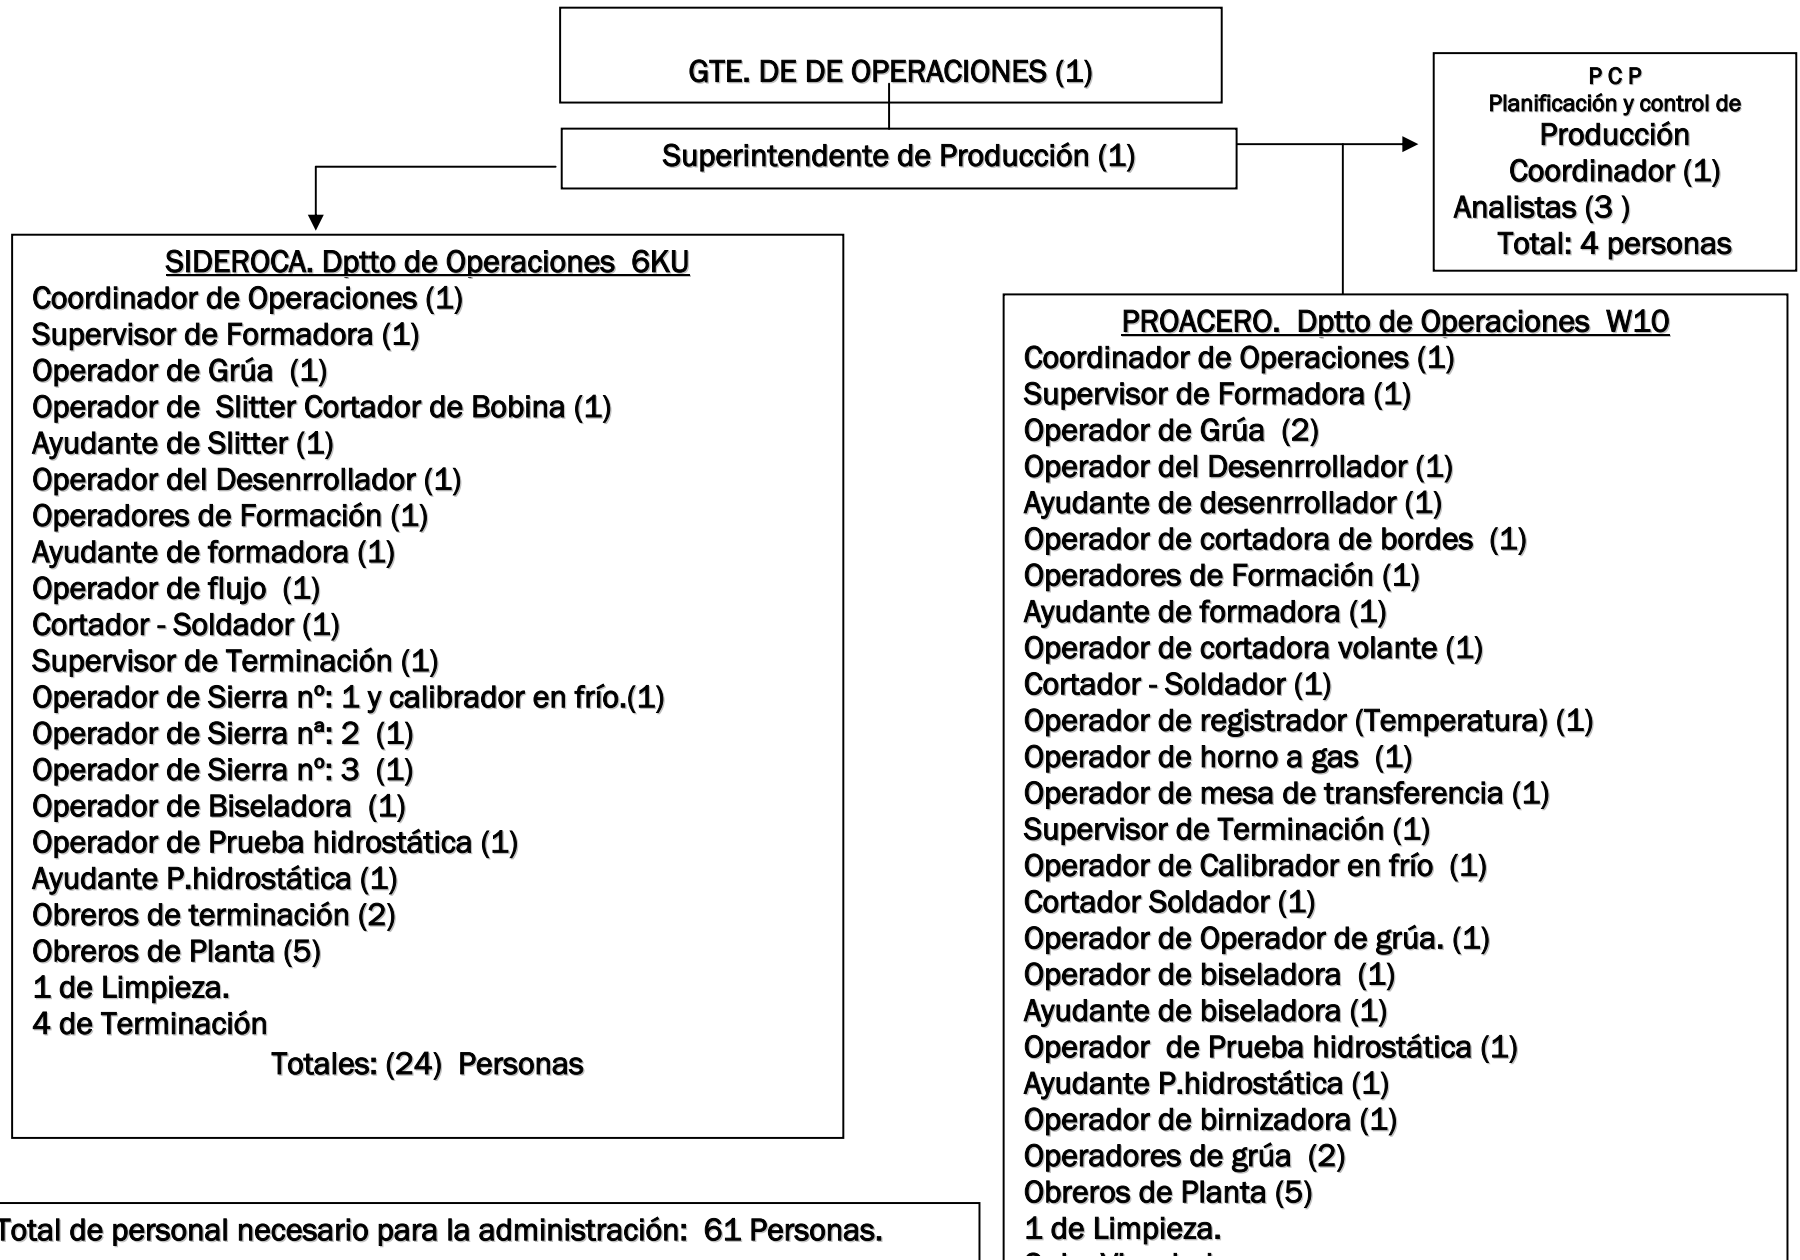 GTE. DE DE OPERACIONES (1)
Superintendente de Producción (1)
P C P
Planificación y control de
Producción
Coordinador (1)
Analistas (3 )
Total: 4 personas
SIDEROCA. Dptto de Operaciones  6KU
Coordinador de Operaciones (1)
Supervisor de Formadora (1)
Operador de Grúa  (1)
Operador de  Slitter Cortador de Bobina (1)
Ayudante de Slitter (1)
Operador del Desenrrollador (1)
Operadores de Formación (1)
Ayudante de formadora (1)
Operador de flujo  (1)
Cortador - Soldador (1)
Supervisor de Terminación (1)
Operador de Sierra nº: 1 y calibrador en frío.(1)
Operador de Sierra nª: 2  (1)
Operador de Sierra nº: 3  (1)
Operador de Biseladora  (1)
Operador de Prueba hidrostática (1)
Ayudante P.hidrostática (1)
Obreros de terminación (2)
Obreros de Planta (5)
1 de Limpieza.
4 de Terminación
Totales: (24)  Personas
PROACERO.  Dptto de Operaciones  W10
Coordinador de Operaciones (1)
Supervisor de Formadora (1)
Operador de Grúa  (2)
Operador del Desenrrollador (1)
Ayudante de desenrrollador (1)
Operador de cortadora de bordes  (1)
Operadores de Formación (1)
Ayudante de formadora (1)
Operador de cortadora volante (1)
Cortador - Soldador (1)
Operador de registrador (Temperatura) (1)
Operador de horno a gas  (1)
Operador de mesa de transferencia (1)
Supervisor de Terminación (1)
Operador de Calibrador en frío  (1)
Cortador Soldador (1)
Operador de Operador de grúa. (1)
Operador de biseladora  (1)
Ayudante de biseladora (1)
Operador  de Prueba hidrostática (1)
Ayudante P.hidrostática (1)
Operador de birnizadora (1)
Operadores de grúa  (2)
Obreros de Planta (5)
1 de Limpieza.
Total de personal necesario para la administración:  61 Personas.